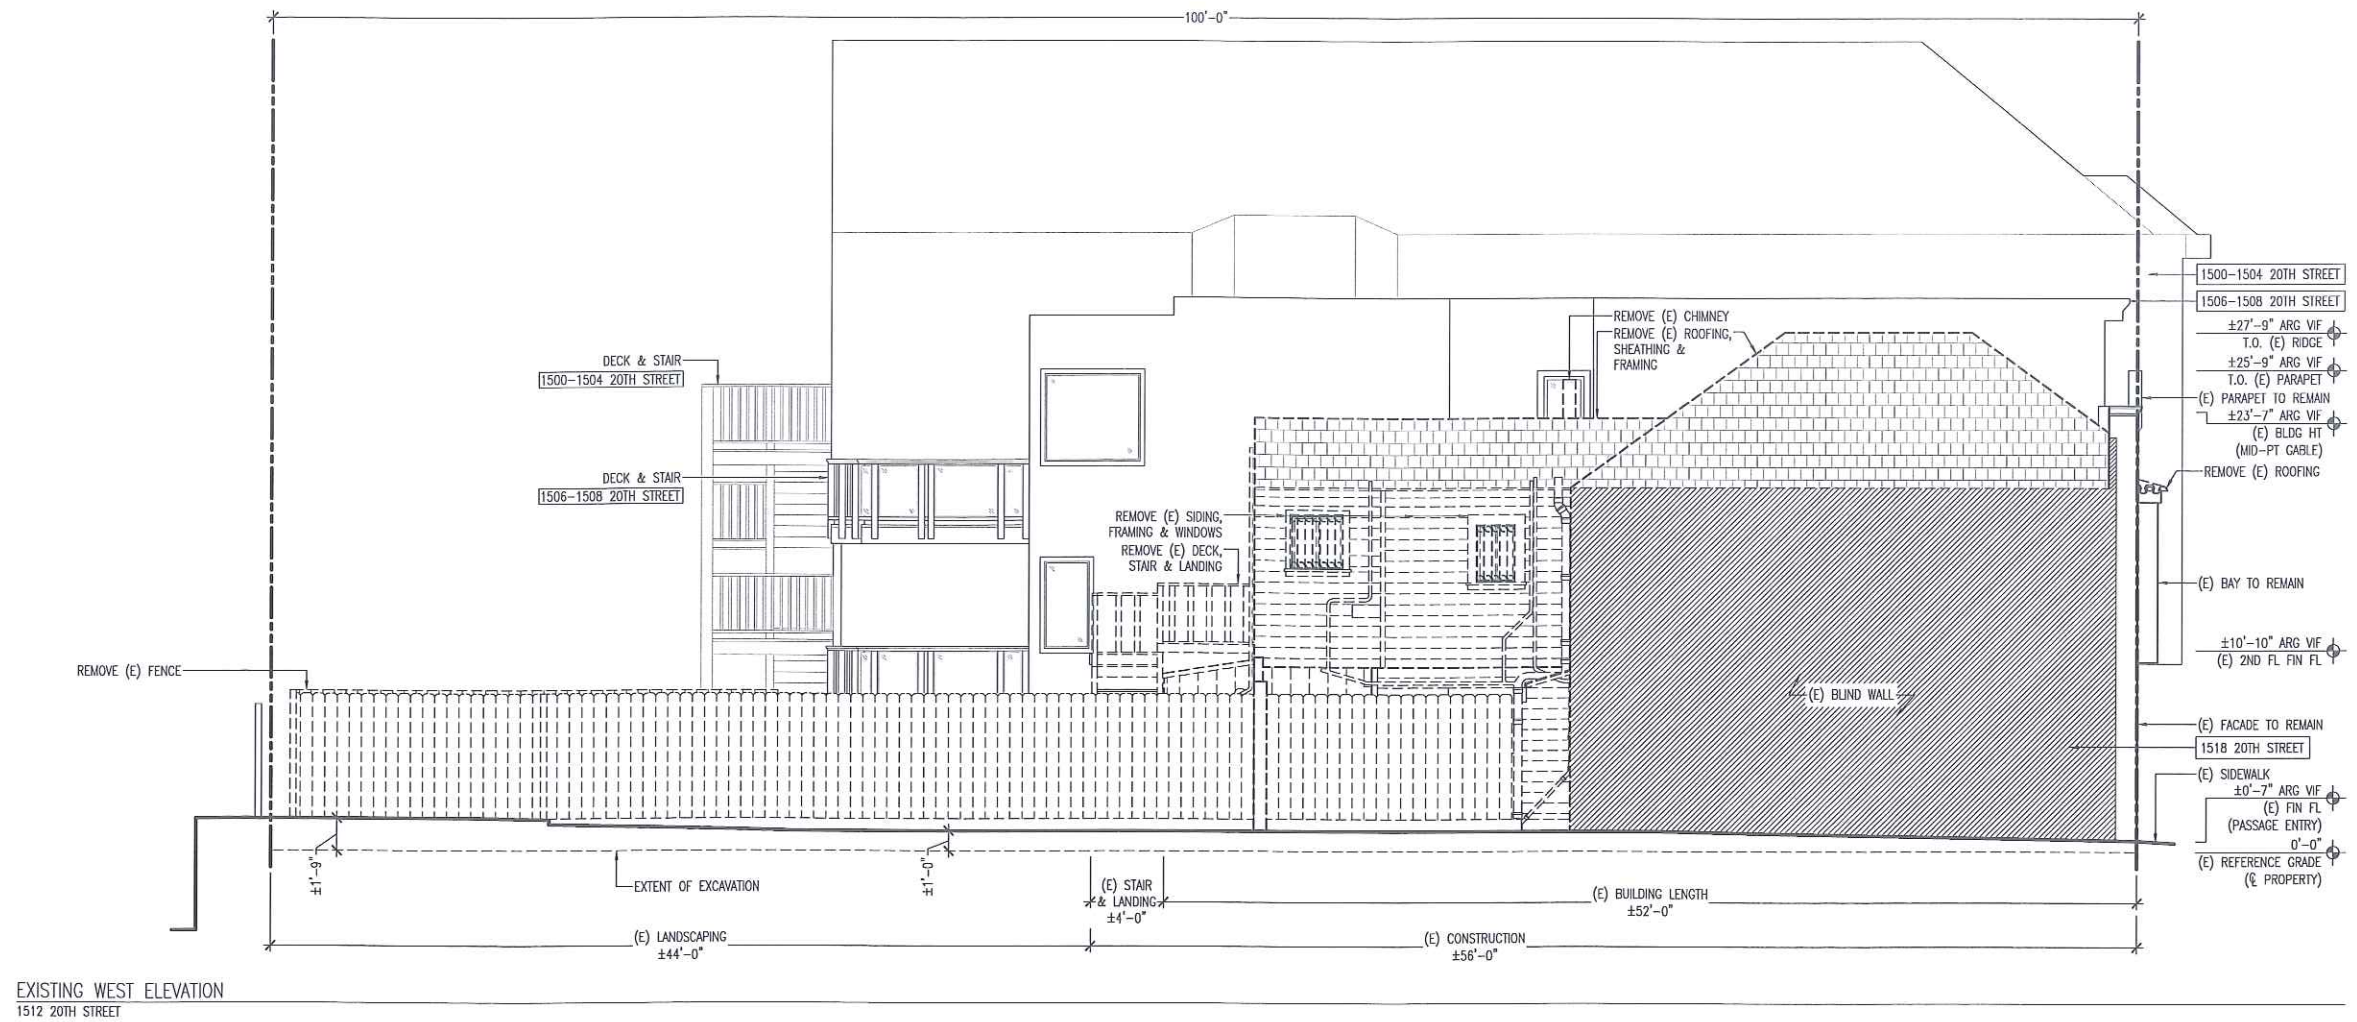 100'-0"
1500-1504 20TH STREET
1506-1508 20TH STREET
REMOVE (E) CHIMNEY
REMOVE (E) ROOFING,
SHEATHING &
FRAMING
±27'-9" ARG VIF
T.O. (E) RIDGE
±25'-9" ARG VIF
T.O. (E) PARAPET
(E) PARAPET TO REMAIN
±23'-7" ARG VIF
(E) BLDG HT
(MID-PT GABLE)
REMOVE (E) ROOFING
DECK & STAIR
1500-1504 20TH STREET
DECK & STAIR
1506-1508 20TH STREET
REMOVE (E) SIDING,
FRAMING & WINDOWS
REMOVE (E) DECK,
STAIR & LANDING
(E) BAY TO REMAIN
±10'-10" ARG VIF
(E) 2ND FL FIN FL
REMOVE (E) FENCE
(E) BLIND WALL
(E) FACADE TO REMAIN
1518 20TH STREET
(E) SIDEWALK
±0'-7" ARG VIF
(E) FIN FL
(PASSAGE ENTRY)
0'-0"
(E) REFERENCE GRADE
(℄ PROPERTY)
±1'-9"
EXTENT OF EXCAVATION
±1'-0"
(E) STAIR
& LANDING
±4'-0"
(E) BUILDING LENGTH
±52'-0"
(E) LANDSCAPING
±44'-0"
(E) CONSTRUCTION
±56'-0"
EXISTING WEST ELEVATION
1512 20TH STREET